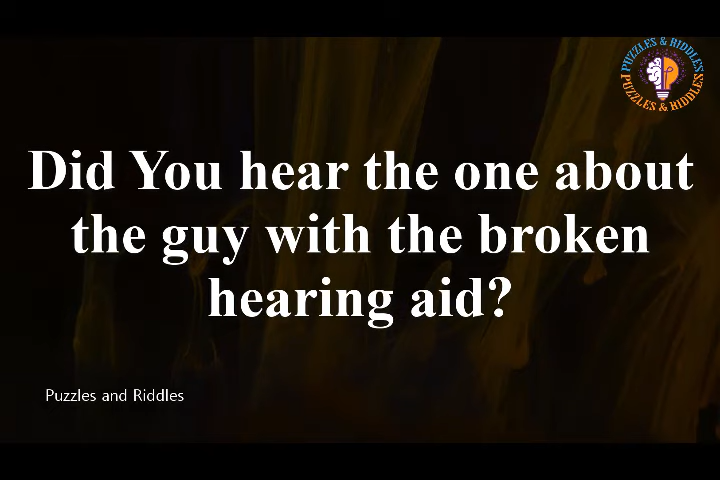 PUZZLES & RIDDLES
PUZZLES & RIDDLES
Did You hear the one about
the guy with the broken
hearing aid?
Puzzles and Riddles